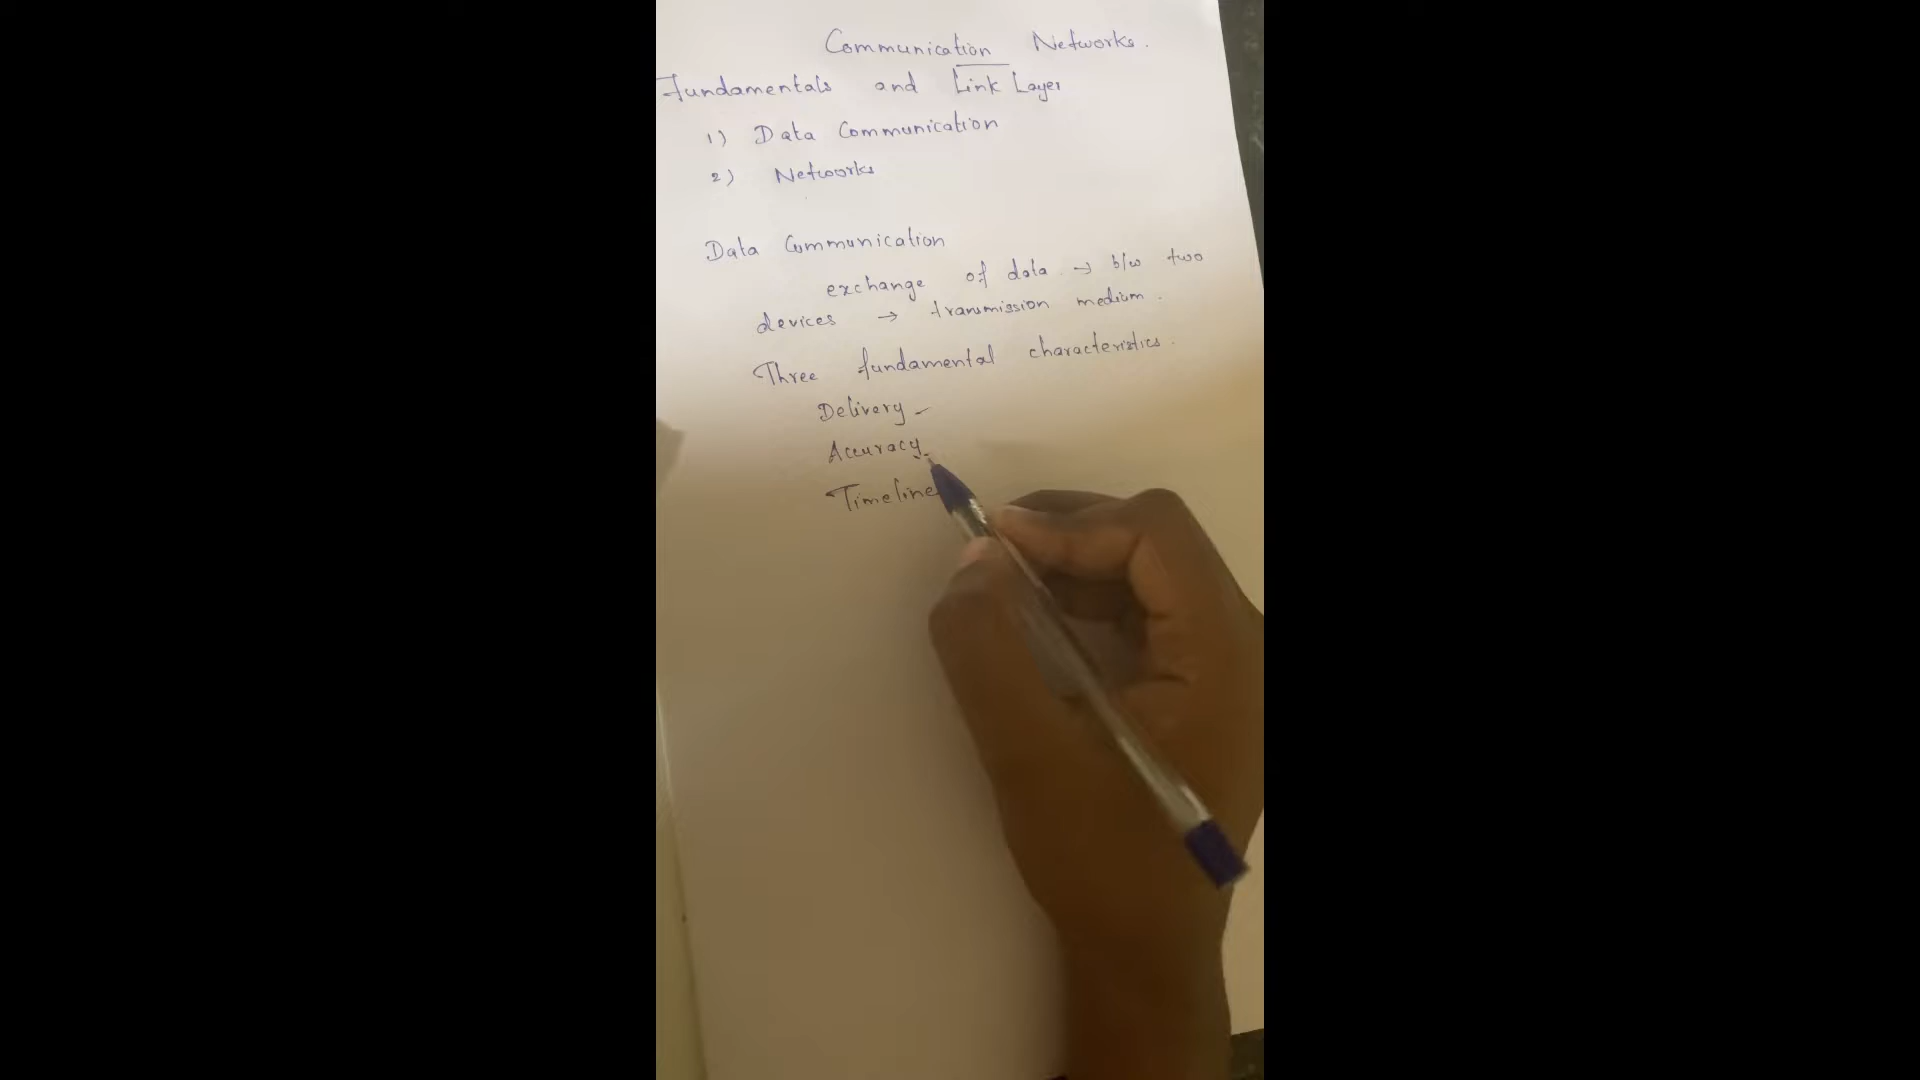 Communication Networks.
Fundamentals and Link Layer
1) Data Communication
2) Networks
Data Communication
exchange of data → b/w two
devices → transmission medium.
Three fundamental characteristics.
Delivery -
Accuracy -
Timeline